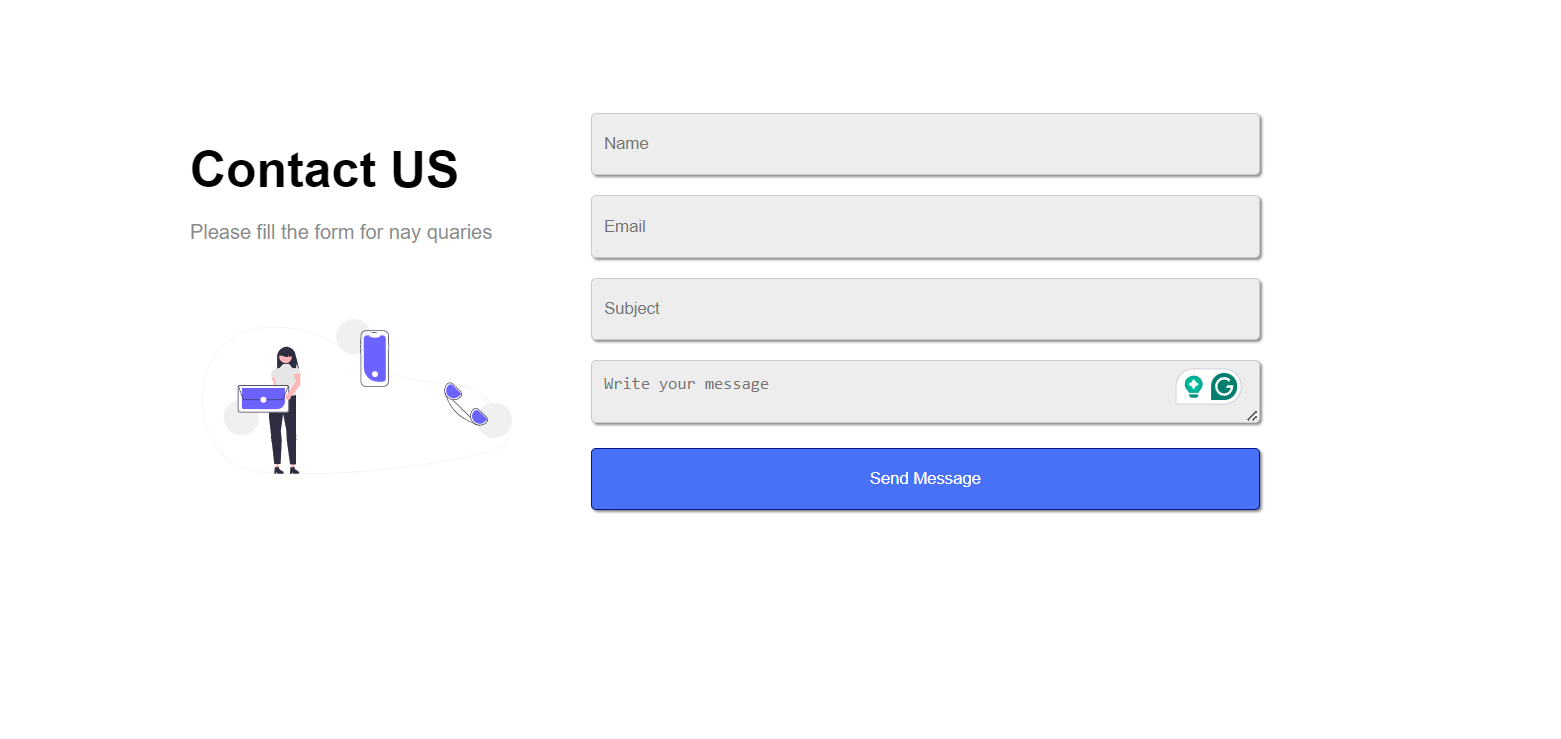 Contact US
Please fill the form for nay quaries
Name
Email
Subject
Write your message
Send Message